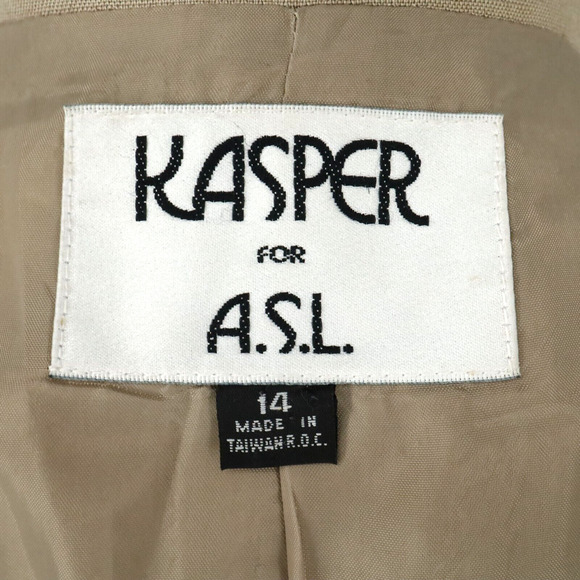 KASPER
FOR
A.S.L.
14
MADE IN
TAIWAN R.O.C.